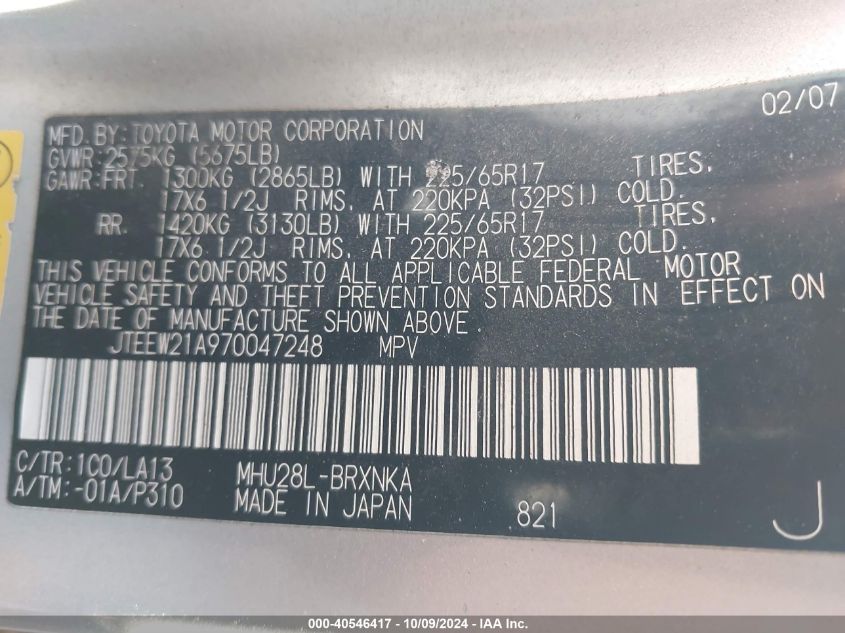 02/07
MFD. BY: TOYOTA MOTOR CORPORATION
GVWR: 2575KG (5675LB)
GAWR: FRT. 1300KG (2865LB) WITH 225/65R17 TIRES,
17X6 1/2J RIMS, AT 220KPA (32PSI) COLD.
RR. 1420KG (3130LB) WITH 225/65R17 TIRES,
17X6 1/2J RIMS, AT 220KPA (32PSI) COLD.
THIS VEHICLE CONFORMS TO ALL APPLICABLE FEDERAL MOTOR
VEHICLE SAFETY AND THEFT PREVENTION STANDARDS IN EFFECT ON
THE DATE OF MANUFACTURE SHOWN ABOVE.
JTEEW21A970047248 MPV
C/TR: 1C0/LA13 MHU28L-BRXNKA
A/TM: -01A/P310 MADE IN JAPAN 821 J
000-40546417 - 10/09/2024 - IAA Inc.